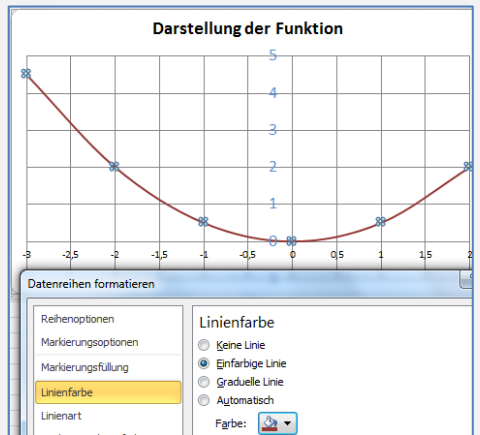 Darstellung der Funktion
5
4
3
2
1
0
-3 -2,5 -2 -1,5 -1 -0,5 0 0,5 1 1,5 2
Datenreihen formatieren
Reihenoptionen
Markierungsoptionen
Markierungsfüllung
Linienfarbe
Linienart
Linienfarbe
Keine Linie
Einfarbige Linie
Graduelle Linie
Automatisch
Farbe: